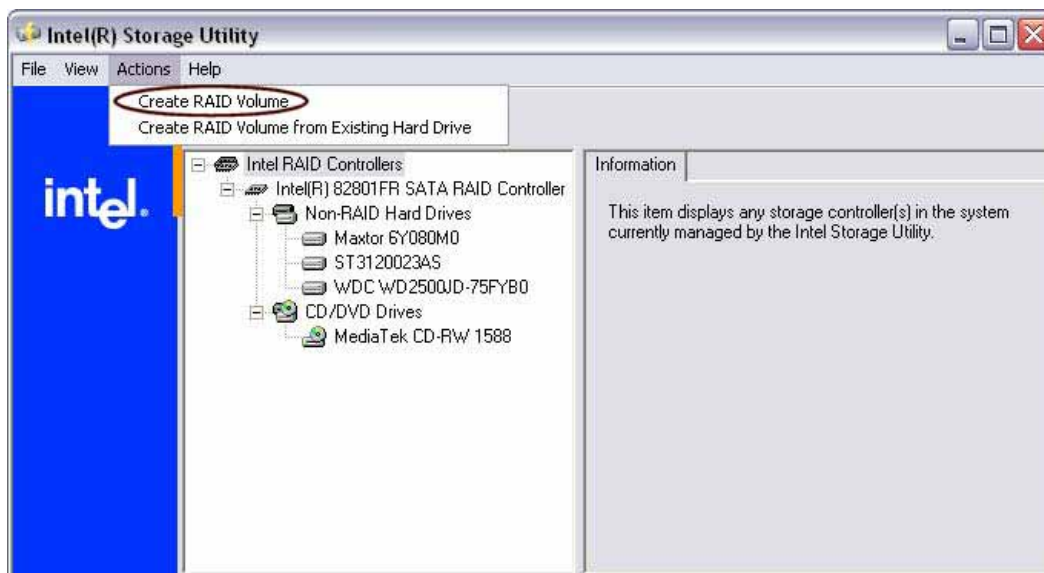 Intel(R) Storage Utility
File View Actions Help
Create RAID Volume
Create RAID Volume from Existing Hard Drive
intel.
Intel RAID Controllers
Intel(R) 82801FR SATA RAID Controller
Non-RAID Hard Drives
Maxtor 6Y080M0
ST3120023AS
WDC WD2500JD-75FYB0
CD/DVD Drives
MediaTek CD-RW 1588
Information
This item displays any storage controller(s) in the system
currently managed by the Intel Storage Utility.